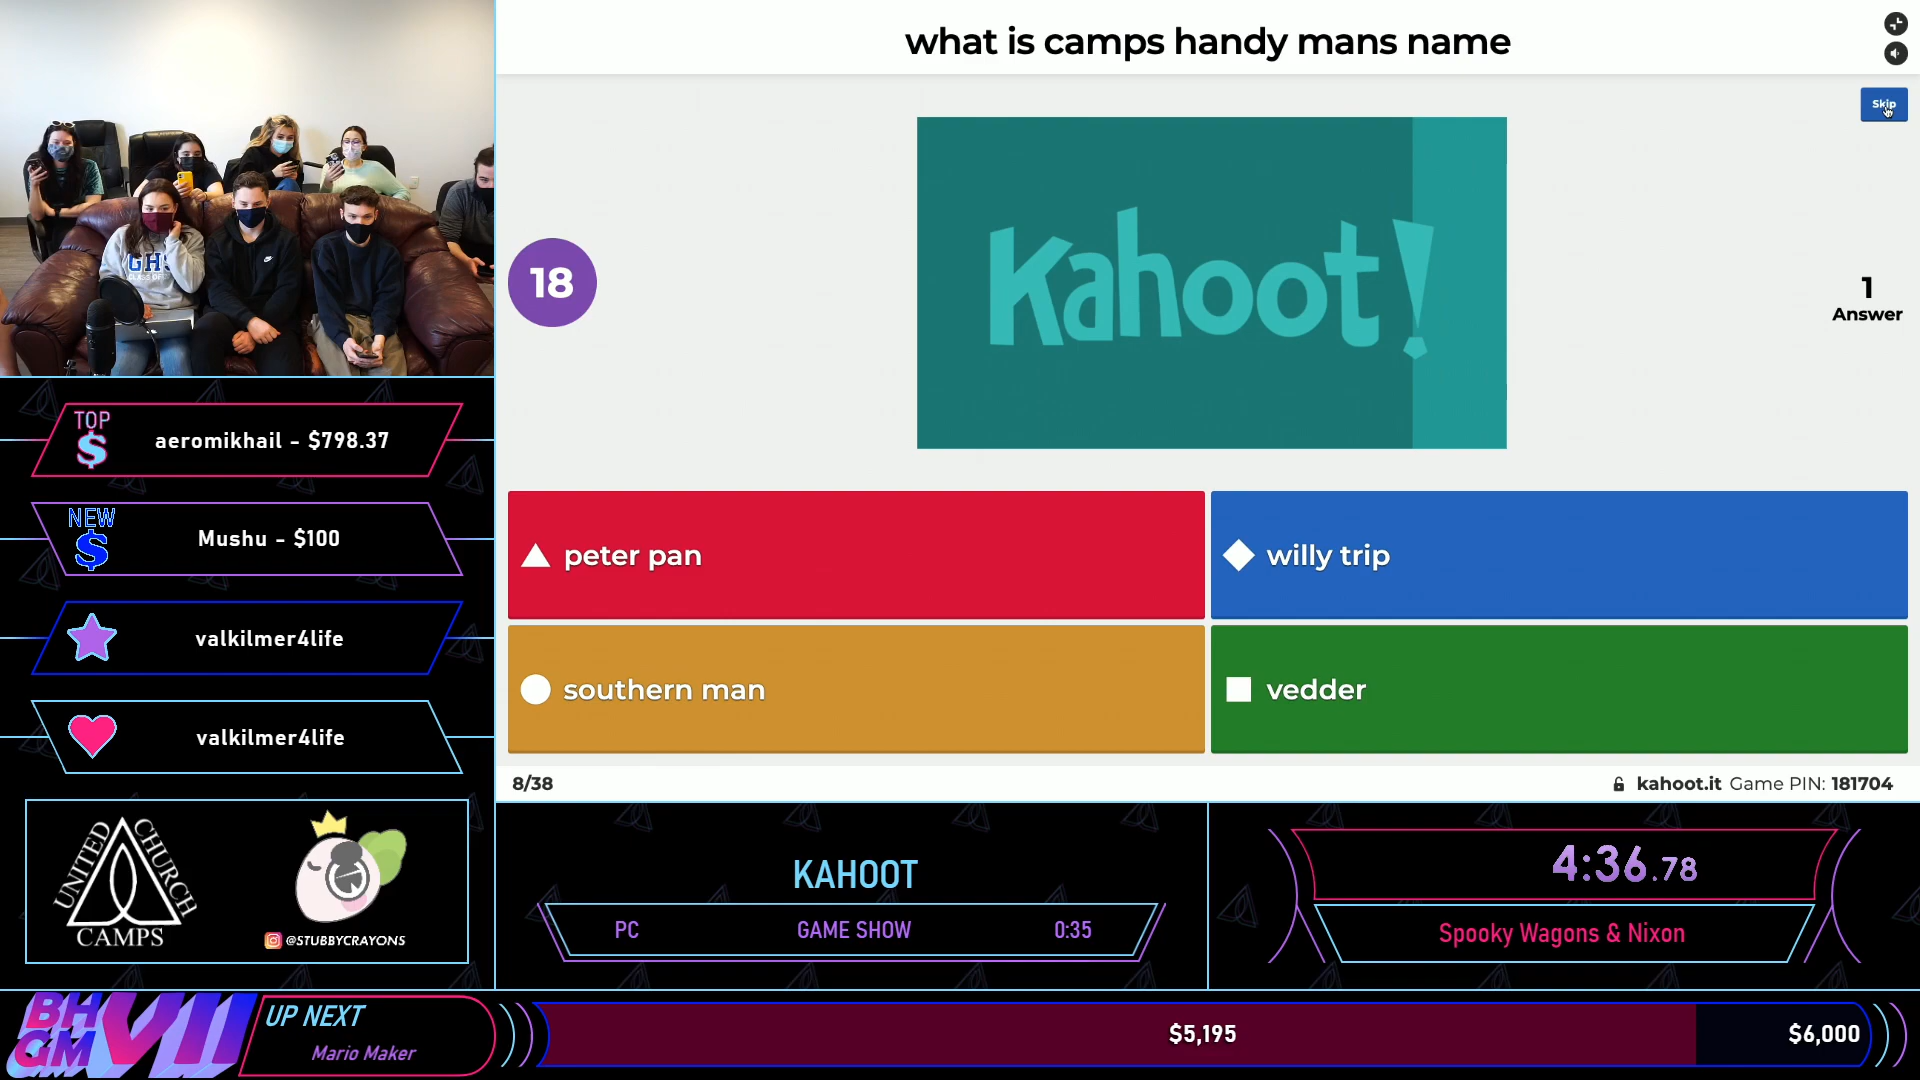 what is camps handy mans name
Skip
18
Kahoot!
1
Answer
peter pan
willy trip
southern man
vedder
8/38
kahoot.it Game PIN: 181704
TOP
$
aeromikhail - $798.37
NEW
$
Mushu - $100
valkilmer4life
valkilmer4life
UNITED CHURCH
CAMPS
@STUBBYCRAYONS
KAHOOT
PC GAME SHOW 0:35
4:36.78
Spooky Wagons & Nixon
BH
GM VII
UP NEXT
Mario Maker
$5,195
$6,000